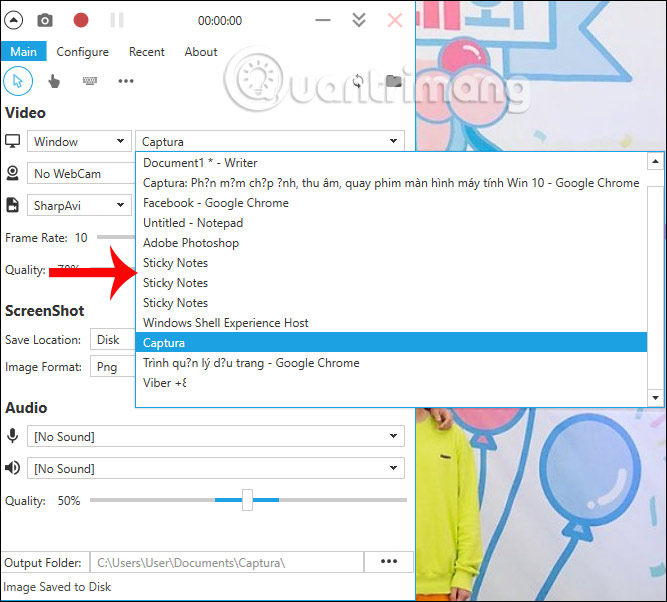 00:00:00
Main Configure Recent About
Quantrimang
Video
Window Captura
No WebCam
SharpAvi
Frame Rate: 10
Quality: 70%
Document1 * - Writer
Captura: Ph?n m?m ch?p ?nh, thu âm, quay phim màn hình máy tính Win 10 - Google Chrome
Facebook - Google Chrome
Untitled - Notepad
Adobe Photoshop
Sticky Notes
Sticky Notes
Sticky Notes
Windows Shell Experience Host
Captura
Trình qu?n lý d?u trang - Google Chrome
Viber +8
ScreenShot
Save Location: Disk
Image Format: Png
Audio
[No Sound]
[No Sound]
Quality: 50%
Output Folder: C:\Users\User\Documents\Captura\ •••
Image Saved to Disk